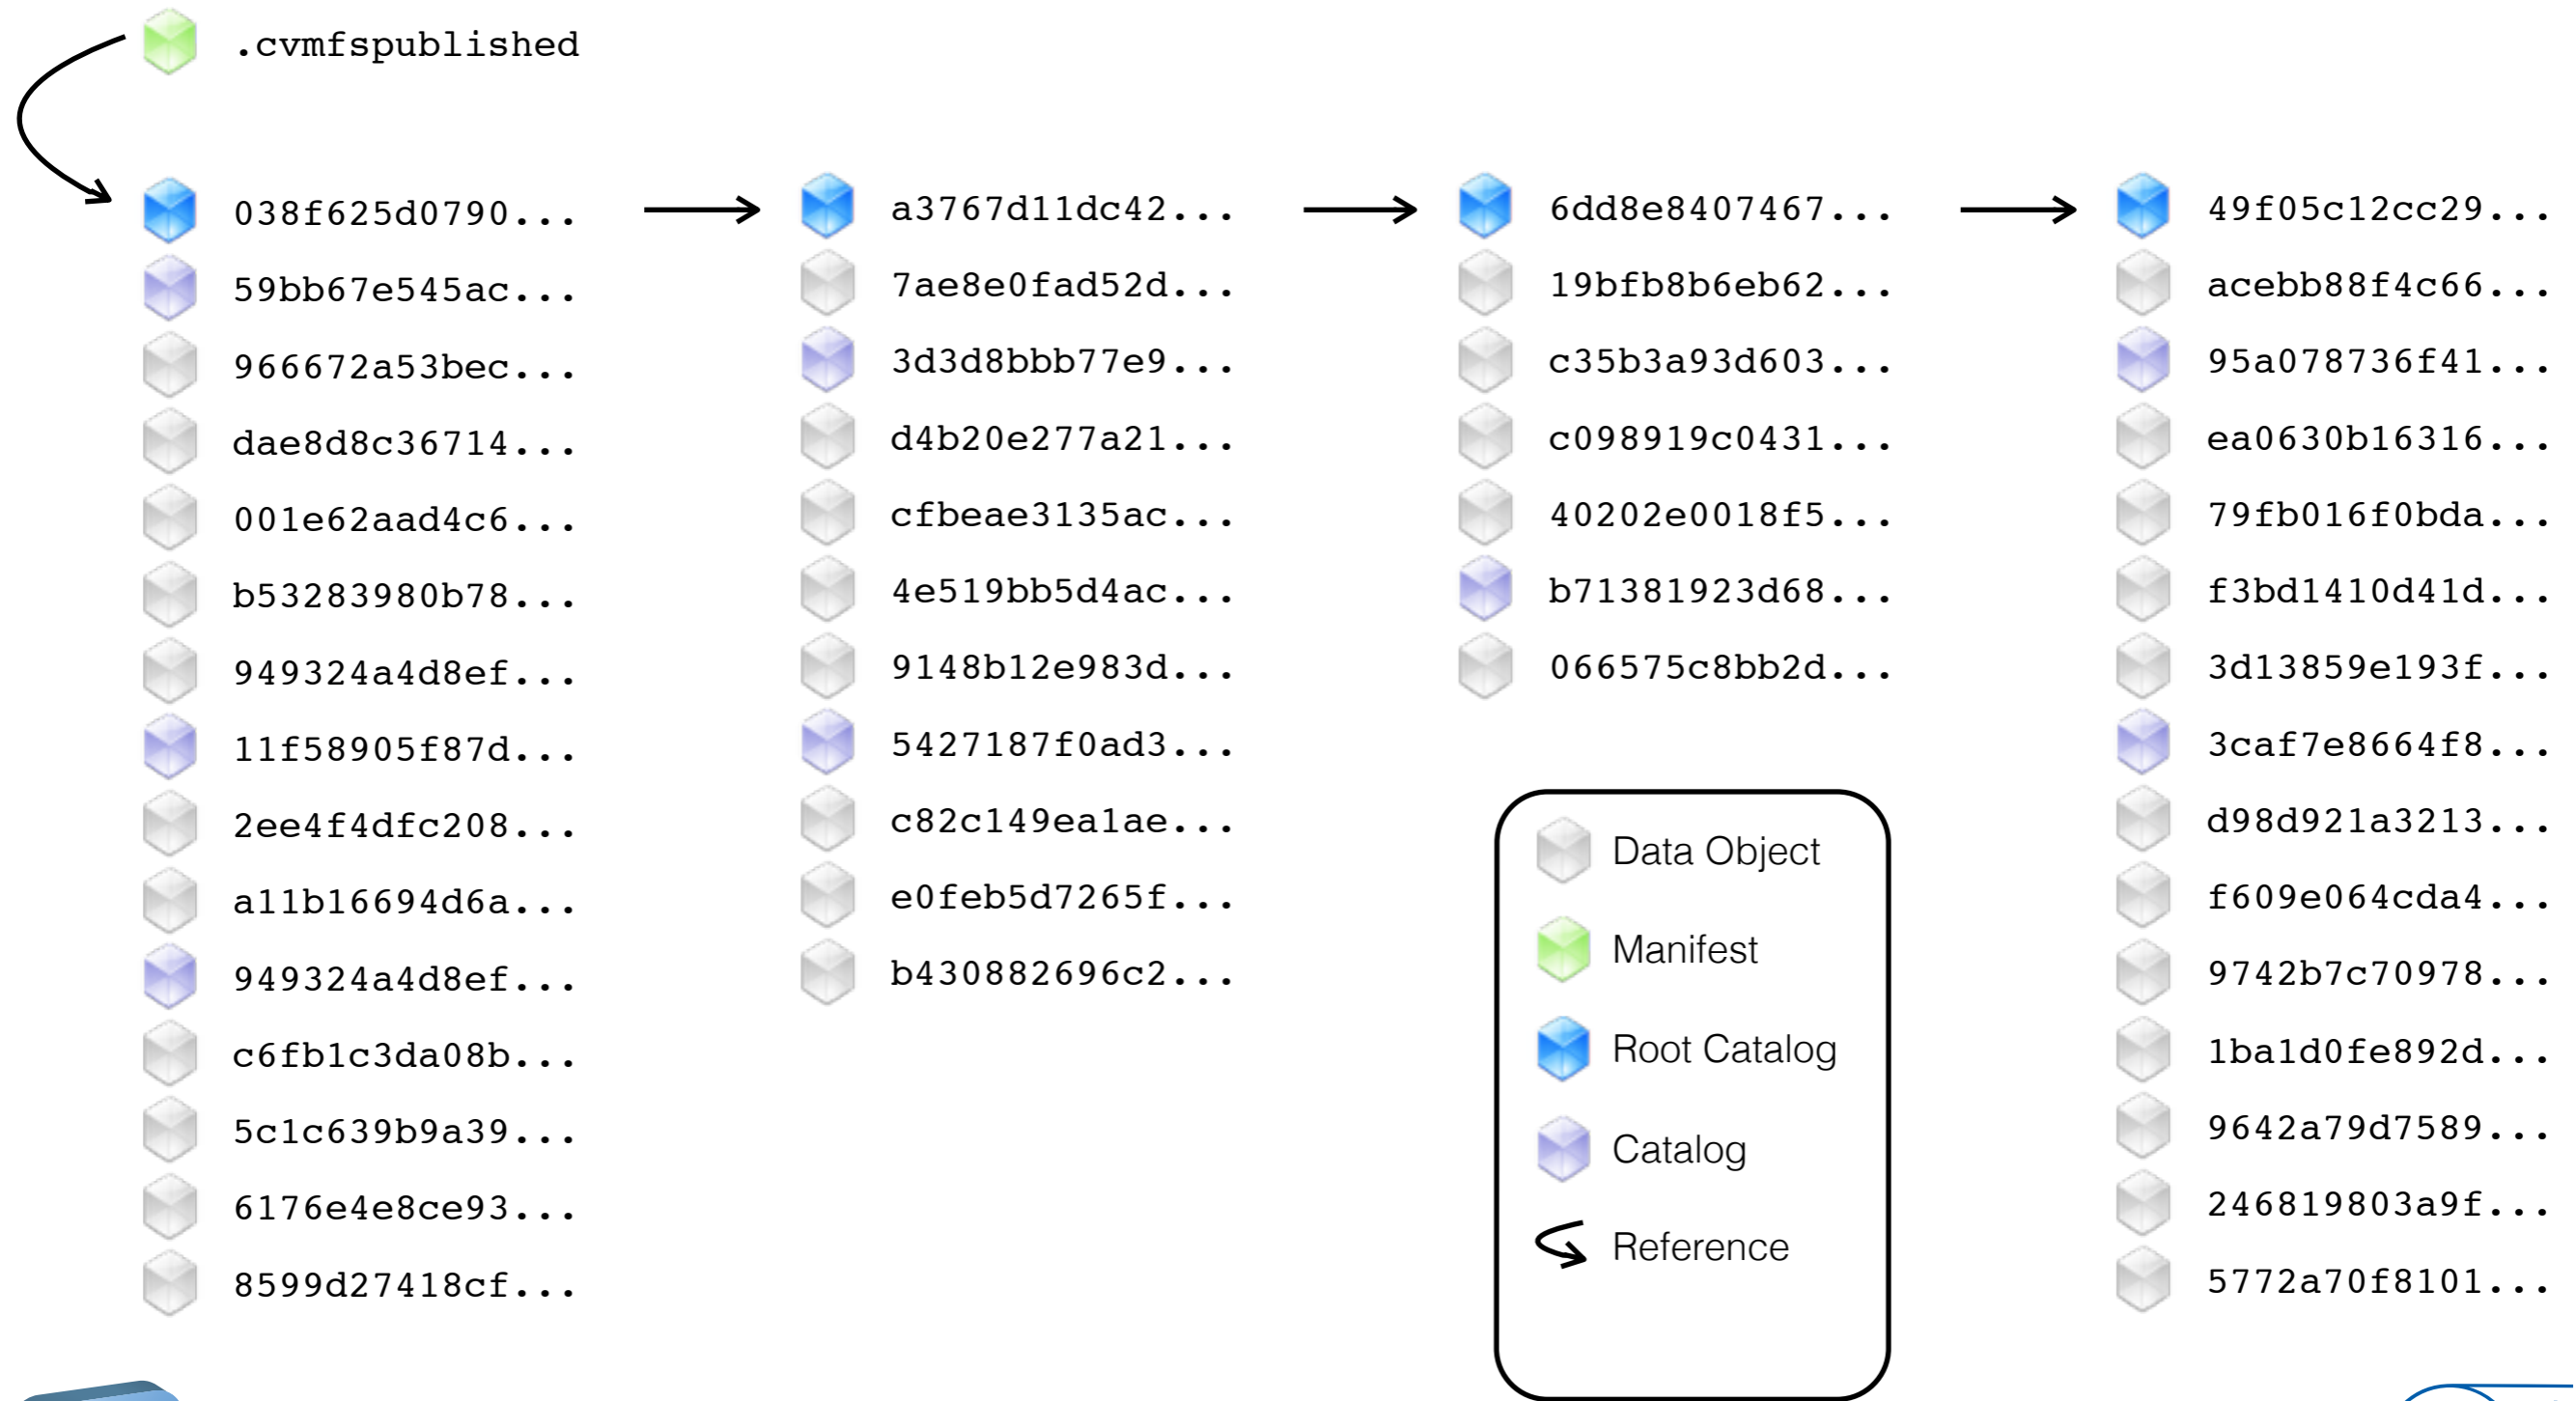 .cvmfspublished
038f625d0790...
59bb67e545ac...
966672a53bec...
dae8d8c36714...
001e62aad4c6...
b53283980b78...
949324a4d8ef...
11f58905f87d...
2ee4f4dfc208...
a11b16694d6a...
949324a4d8ef...
c6fb1c3da08b...
5c1c639b9a39...
6176e4e8ce93...
8599d27418cf...
a3767d11dc42...
7ae8e0fad52d...
3d3d8bbb77e9...
d4b20e277a21...
cfbeae3135ac...
4e519bb5d4ac...
9148b12e983d...
5427187f0ad3...
c82c149ea1ae...
e0feb5d7265f...
b430882696c2...
6dd8e8407467...
19bfb8b6eb62...
c35b3a93d603...
c098919c0431...
40202e0018f5...
b71381923d68...
066575c8bb2d...
Data Object
Manifest
Root Catalog
Catalog
Reference
49f05c12cc29...
acebb88f4c66...
95a078736f41...
ea0630b16316...
79fb016f0bda...
f3bd1410d41d...
3d13859e193f...
3caf7e8664f8...
d98d921a3213...
f609e064cda4...
9742b7c70978...
1ba1d0fe892d...
9642a79d7589...
246819803a9f...
5772a70f8101...